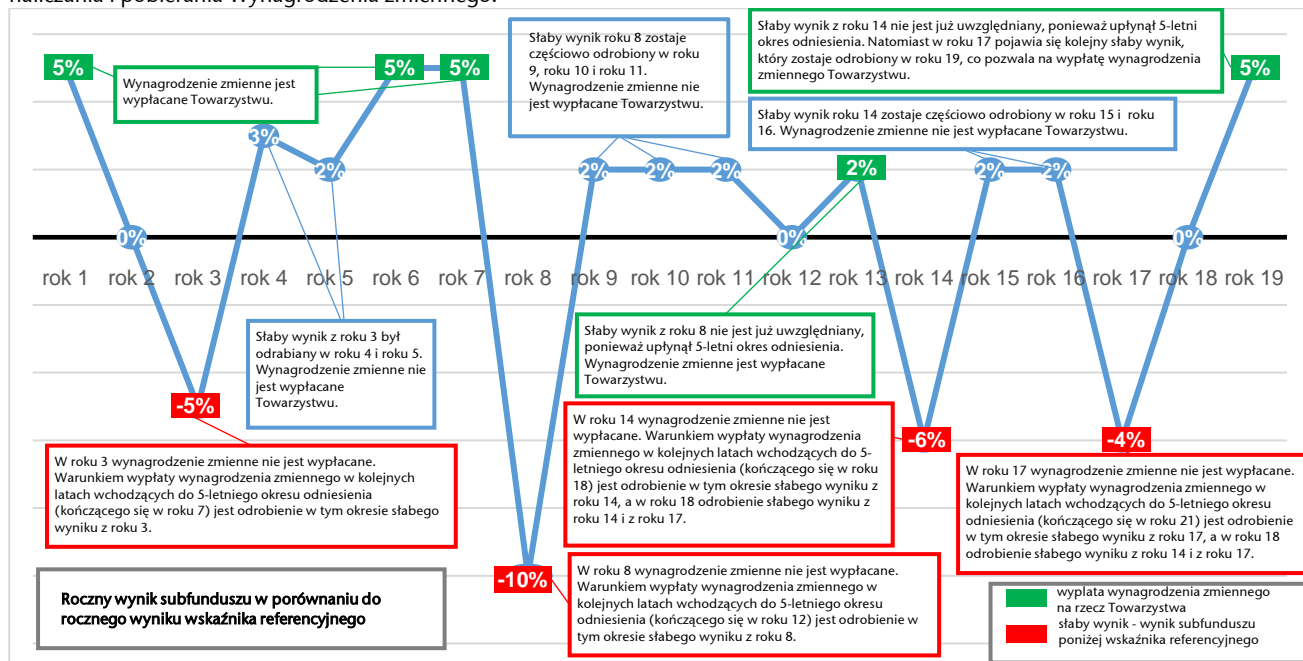 naliczania i pobierania Wynagrodzenia zmiennego.
5%
Wynagrodzenie zmienne jest
wypłacane Towarzystwu.
5%
5%
Słaby wynik roku 8 zostaje
częściowo odrobiony w roku
9, roku 10 i roku 11.
Wynagrodzenie zmienne nie
jest wypłacane Towarzystwu.
Słaby wynik z roku 14 nie jest już uwzględniany, ponieważ upłynął 5-letni
okres odniesienia. Natomiast w roku 17 pojawia się kolejny słaby wynik,
który zostaje odrobiony w roku 19, co pozwala na wypłatę wynagrodzenia
zmiennego Towarzystwu.
5%
Słaby wynik roku 14 zostaje częściowo odrobiony w roku 15 i roku
16. Wynagrodzenie zmienne nie jest wypłacane Towarzystwu.
3%
2%
2%
2%
2%
2%
2%
2%
0%
0%
0%
rok 1
rok 2
rok 3
rok 4
rok 5
rok 6
rok 7
rok 8
rok 9
rok 10
rok 11
rok 12
rok 13
rok 14
rok 15
rok 16
rok 17
rok 18
rok 19
Słaby wynik z roku 3 był
odrabiany w roku 4 i roku 5.
Wynagrodzenie zmienne nie
jest wypłacane
Towarzystwu.
Słaby wynik z roku 8 nie jest już uwzględniany,
ponieważ upłynął 5-letni okres odniesienia.
Wynagrodzenie zmienne jest wypłacane
Towarzystwu.
-5%
-6%
-4%
W roku 3 wynagrodzenie zmienne nie jest wypłacane.
Warunkiem wypłaty wynagrodzenia zmiennego w kolejnych
latach wchodzących do 5-letniego okresu odniesienia
(kończącego się w roku 7) jest odrobienie w tym okresie słabego
wyniku z roku 3.
W roku 14 wynagrodzenie zmienne nie jest
wypłacane. Warunkiem wypłaty wynagrodzenia
zmiennego w kolejnych latach wchodzących do 5-
letniego okresu odniesienia (kończącego się w roku
18) jest odrobienie w tym okresie słabego wyniku z
roku 14, a w roku 18 odrobienie słabego wyniku z
roku 14 i z roku 17.
W roku 17 wynagrodzenie zmienne nie jest wypłacane.
Warunkiem wypłaty wynagrodzenia zmiennego w
kolejnych latach wchodzących do 5-letniego okresu
odniesienia (kończącego się w roku 21) jest odrobienie
w tym okresie słabego wyniku z roku 17, a w roku 18
odrobienie słabego wyniku z roku 14 i z roku 17.
-10%
W roku 8 wynagrodzenie zmienne nie jest wypłacane.
Warunkiem wypłaty wynagrodzenia zmiennego w
kolejnych latach wchodzących do 5-letniego okresu
odniesienia (kończącego się w roku 12) jest odrobienie w
tym okresie słabego wyniku z roku 8.
Roczny wynik subfunduszu w porównaniu do
rocznego wyniku wskaźnika referencyjnego
wyplata wynagrodzenia zmiennego
na rzecz Towarzystwa
słaby wynik - wynik subfunduszu
poniżej wskaźnika referencyjnego